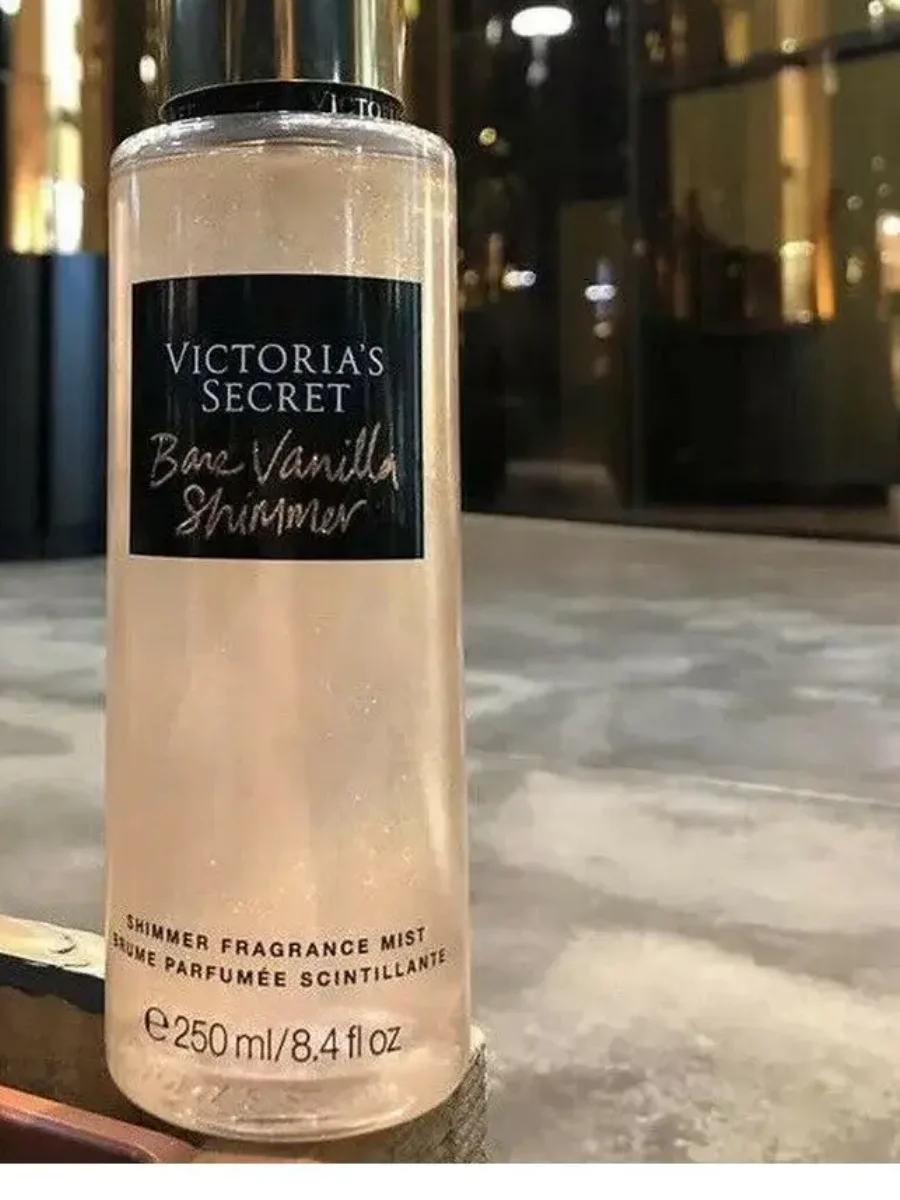 VICTORIA'S
SECRET
Bare Vanilla
Shimmer
SHIMMER FRAGRANCE MIST
BRUME PARFUMÉE SCINTILLANTE
℮250 ml/8.4 fl oz